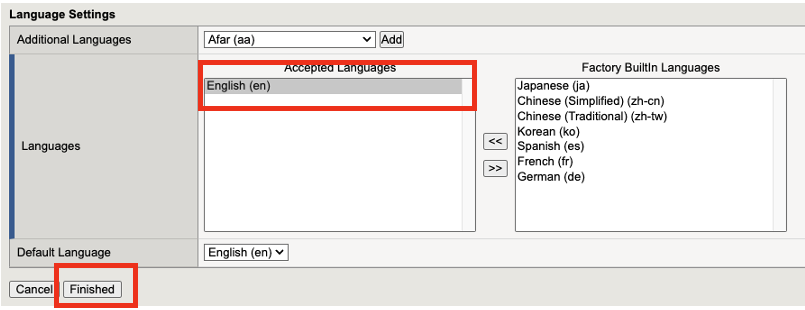 Language Settings
Additional Languages
Afar (aa)
Add
Languages
Accepted Languages
English (en)
<<
>>
Factory BuiltIn Languages
Japanese (ja)
Chinese (Simplified) (zh-cn)
Chinese (Traditional) (zh-tw)
Korean (ko)
Spanish (es)
French (fr)
German (de)
Default Language
English (en)
Cancel
Finished